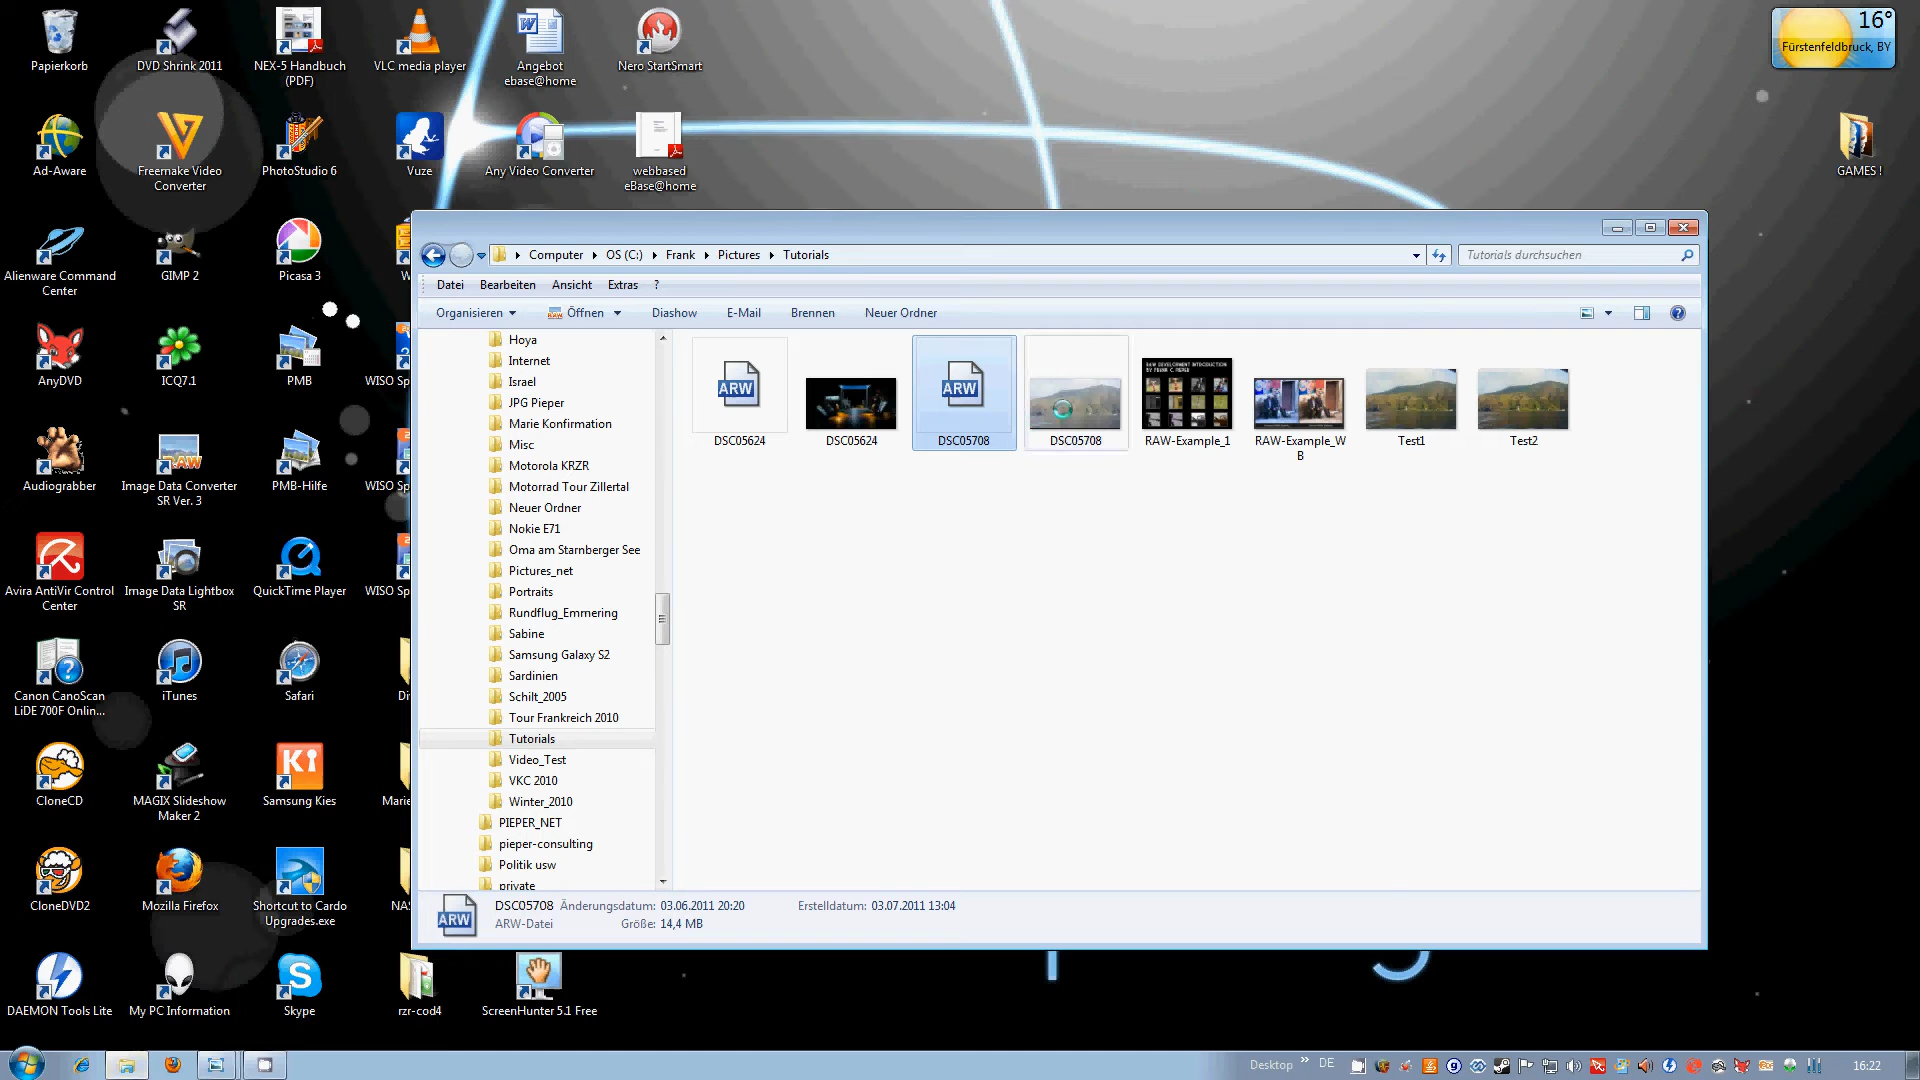 Papierkorb
DVD Shrink 2011
NEX-5 Handbuch
(PDF)
VLC media player
Angebot
ebase@home
Nero StartSmart
16°
Fürstenfeldbruck, BY
Ad-Aware
Freemake Video
Converter
PhotoStudio 6
Vuze
Any Video Converter
webbased
eBase@home
GAMES !
Alienware Command
Center
GIMP 2
Picasa 3
W
AnyDVD
ICQ7.1
PMB
WISO Sp
Audiograbber
Image Data Converter
SR Ver. 3
PMB-Hilfe
WISO Sp
Avira AntiVir Control
Center
Image Data Lightbox
SR
QuickTime Player
WISO Sp
Canon CanoScan
LiDE 700F Onlin...
iTunes
Safari
Di
CloneCD
MAGIX Slideshow
Maker 2
Samsung Kies
Marie
CloneDVD2
Mozilla Firefox
Shortcut to Cardo
Upgrades.exe
NAS
DAEMON Tools Lite
My PC Information
Skype
rzr-cod4
ScreenHunter 5.1 Free
Computer
OS (C:)
Frank
Pictures
Tutorials
Tutorials durchsuchen
Datei
Bearbeiten
Ansicht
Extras
?
Organisieren
Öffnen
Diashow
E-Mail
Brennen
Neuer Ordner
Hoya
Internet
Israel
JPG Pieper
Marie Konfirmation
Misc
Motorola KRZR
Motorrad Tour Zillertal
Neuer Ordner
Nokie E71
Oma am Starnberger See
Pictures_net
Portraits
Rundflug_Emmering
Sabine
Samsung Galaxy S2
Sardinien
Schilt_2005
Tour Frankreich 2010
Tutorials
Video_Test
VKC 2010
Winter_2010
PIEPER_NET
pieper-consulting
Politik usw
private
ARW
DSC05624
DSC05624
ARW
DSC05708
DSC05708
RAW DEVELOPMENT INTRODUCTION
BY FRANK C. PIEPER
RAW-Example_1
RAW-Example_W
B
Test1
Test2
ARW
DSC05708 Änderungsdatum: 03.06.2011 20:20 Erstelldatum: 03.07.2011 13:04
ARW-Datei Größe: 14,4 MB
Desktop
DE
16:22